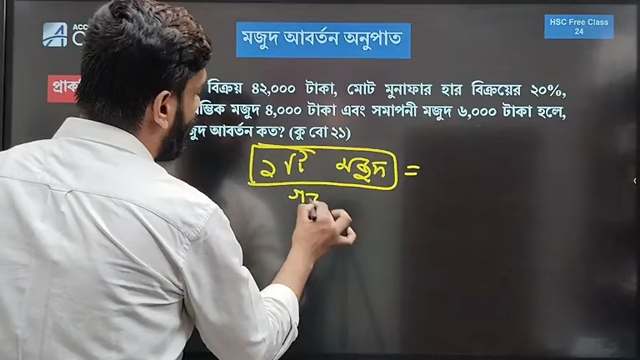 ACC
HSC Free Class
24
মজুদ আবর্তন অনুপাত
বিক্রয় ৪২,০০০ টাকা, মোট মুনাফার হার বিক্রয়ের ২০%,
মজুদ ৪,০০০ টাকা এবং সমাপনী মজুদ ৬,০০০ টাকা হলে,
আবর্তন কত? (কু বো ২১)
মজুদ =